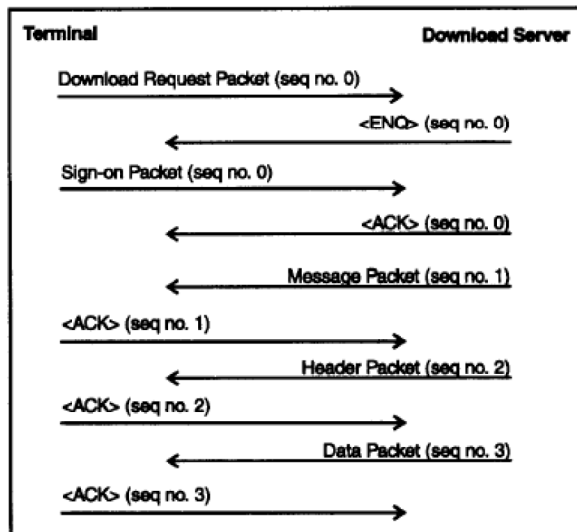 Terminal Download Server
Download Request Packet (seq no. 0)
<ENQ> (seq no. 0)
Sign-on Packet (seq no. 0)
<ACK> (seq no. 0)
Message Packet (seq no. 1)
<ACK> (seq no. 1)
Header Packet (seq no. 2)
<ACK> (seq no. 2)
Data Packet (seq no. 3)
<ACK> (seq no. 3)